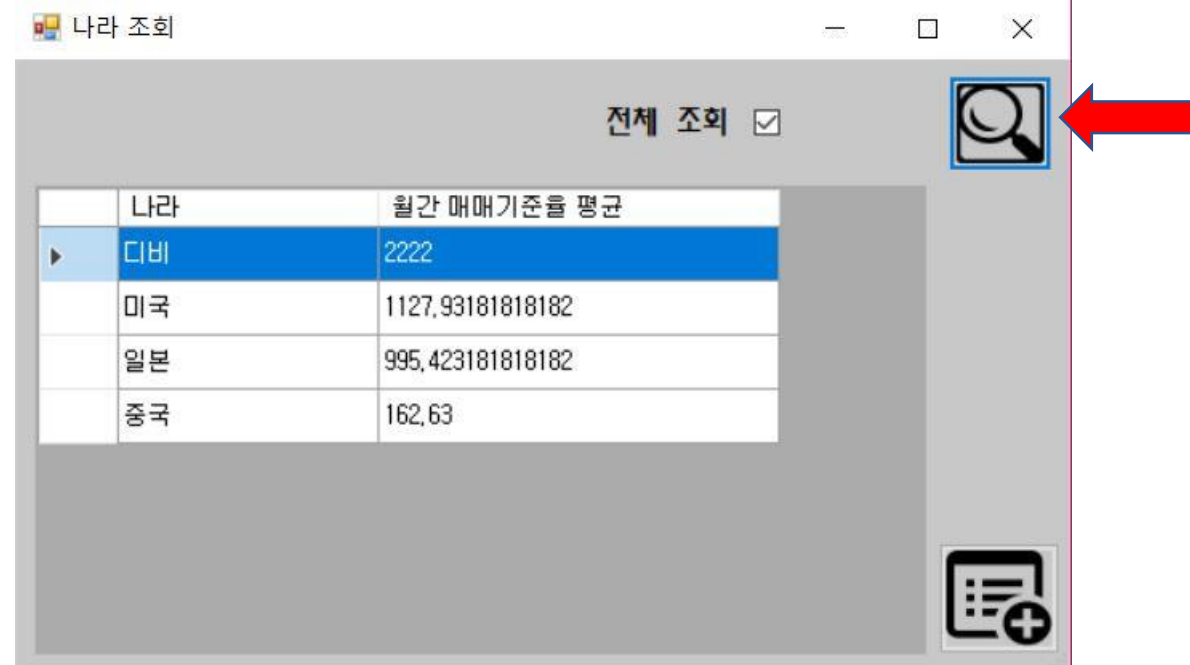 나라 조회
전체 조회
나라 월간 매매기준율 평균
디비 2222
미국 1127,93181818182
일본 995,423181818182
중국 162,63